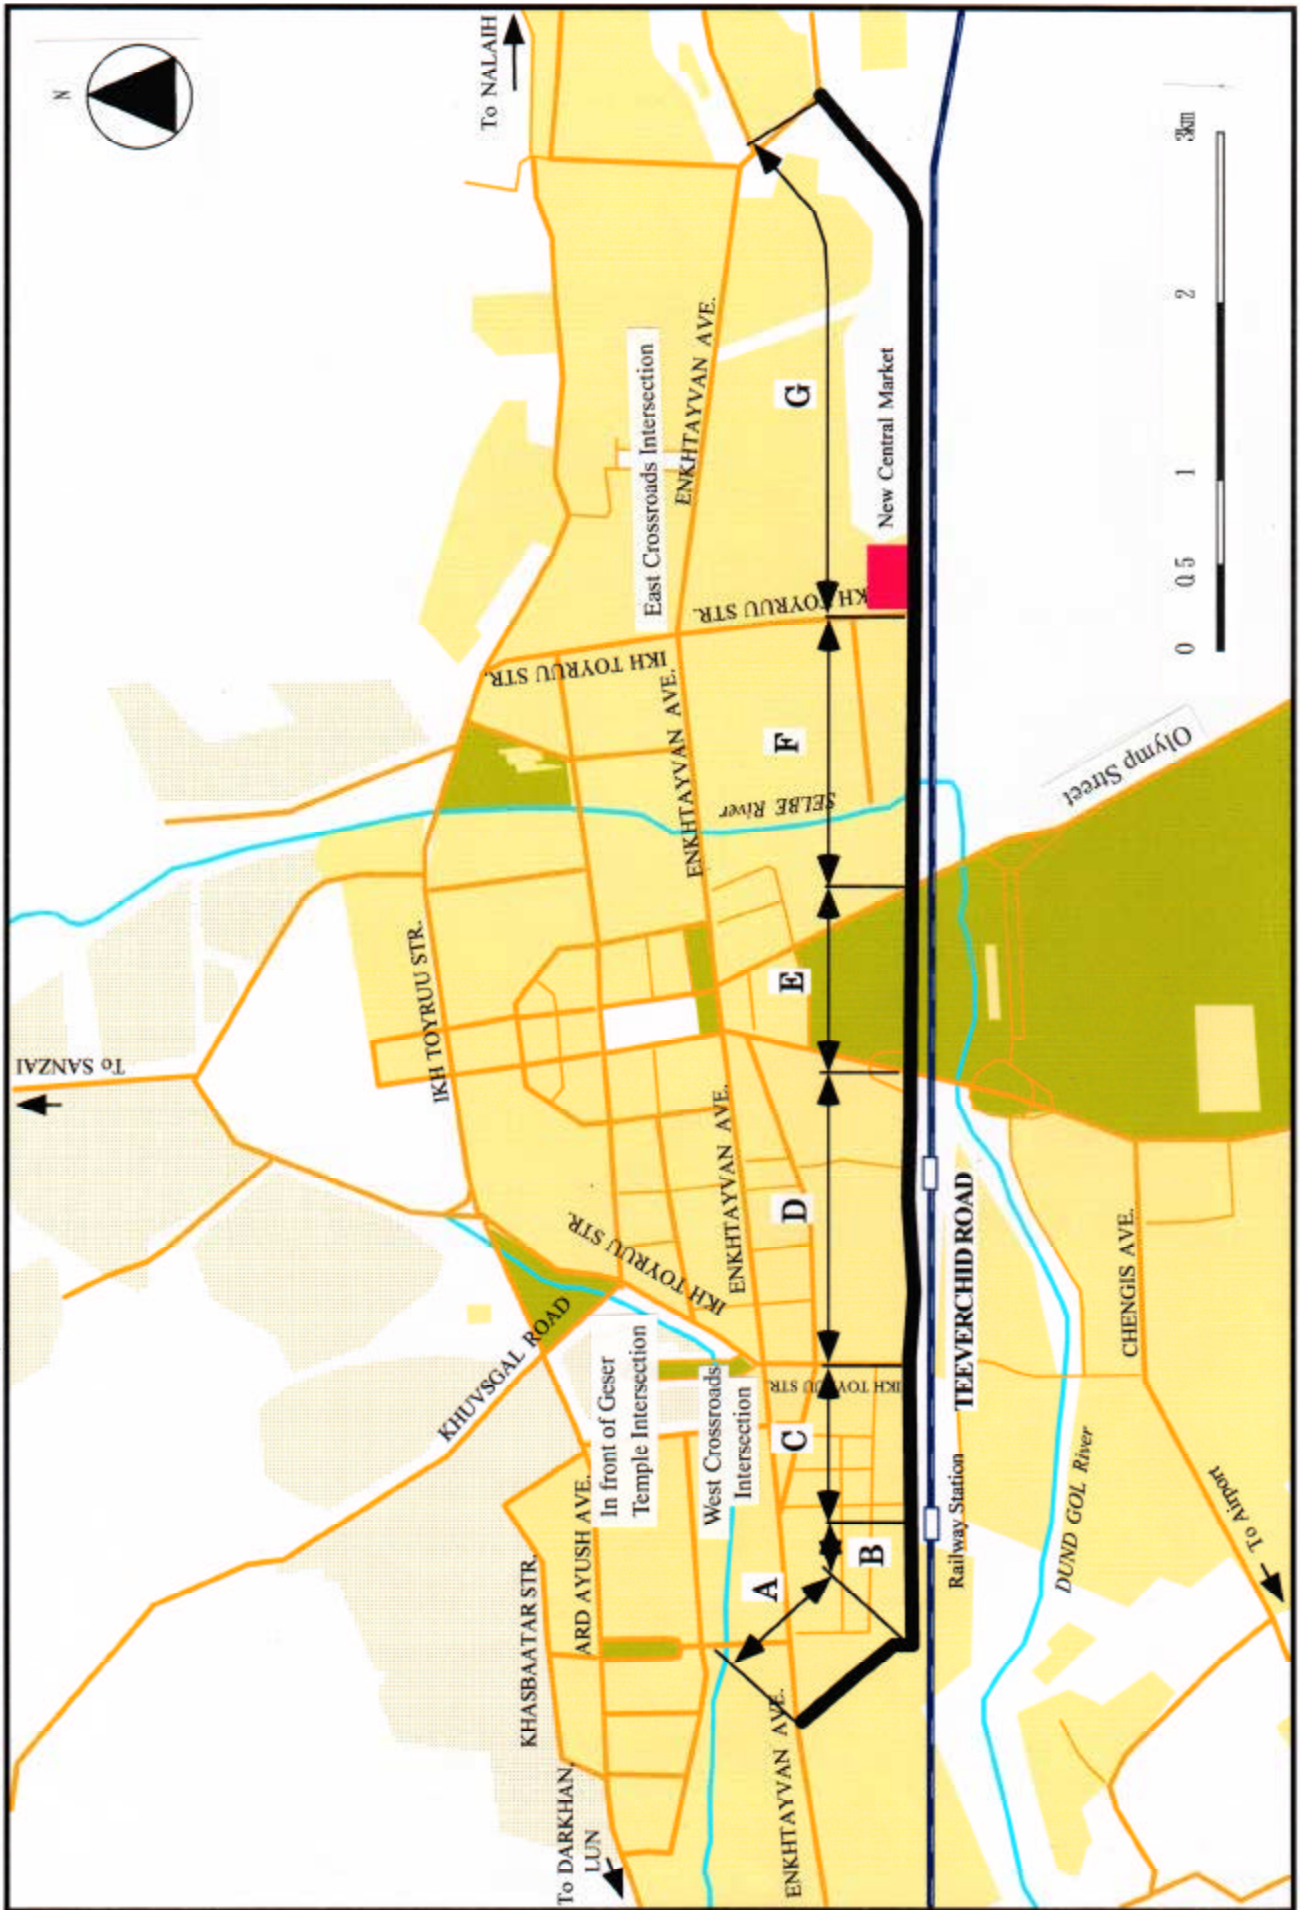 N
To NALAIH
To SANZAI
IKH TOYRUU STR.
IKH TOYRUU STR.
East Crossroads Intersection
ENKHTAYVAN AVE.
IKH TOYRUU STR.
New Central Market
ENKHTAYVAN AVE.
SELBE River
KHUVSGAL ROAD
IKH TOYRUU STR.
ENKHTAYVAN AVE.
KHASBAATAR STR.
ARD AYUSH AVE.
In front of Geser
Temple Intersection
West Crossroads
Intersection
IKH TOYRUU STR.
To DARKHAN,
LUN
ENKHTAYVAN AVE.
ENKHTAYVAN AVE.
A
B
C
D
E
F
G
Railway Station
TEEVERCHID ROAD
DUND GOL River
CHENGIS AVE.
To Airport
Olymp Street
0
0.5
1
2
3km